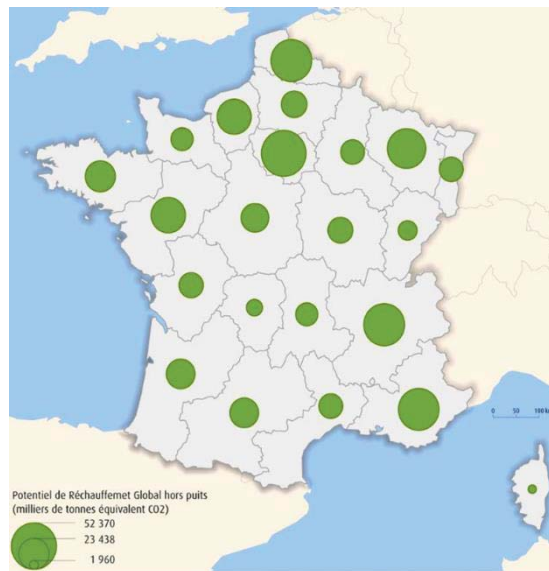 0 50 100 km
Potentiel de Réchauffemet Global hors puits
(milliers de tonnes équivalent CO2)
52 370
23 438
1 960